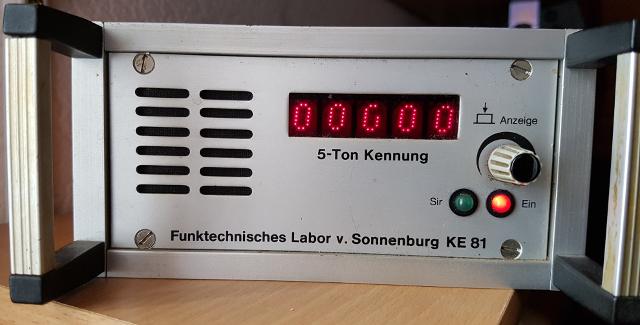 00G00
Anzeige
5-Ton Kennung
Sir
Ein
Funktechnisches Labor v. Sonnenburg KE 81